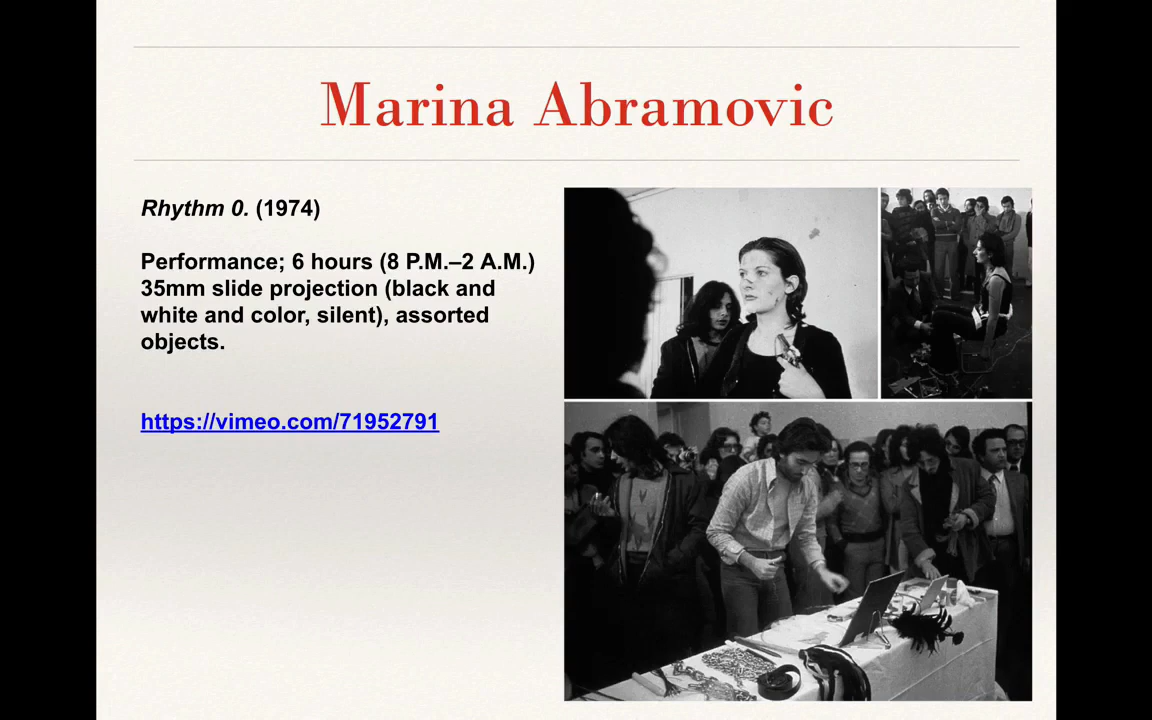 Marina Abramovic
Rhythm 0. (1974)
Performance; 6 hours (8 P.M.–2 A.M.)
35mm slide projection (black and
white and color, silent), assorted
objects.
https://vimeo.com/71952791